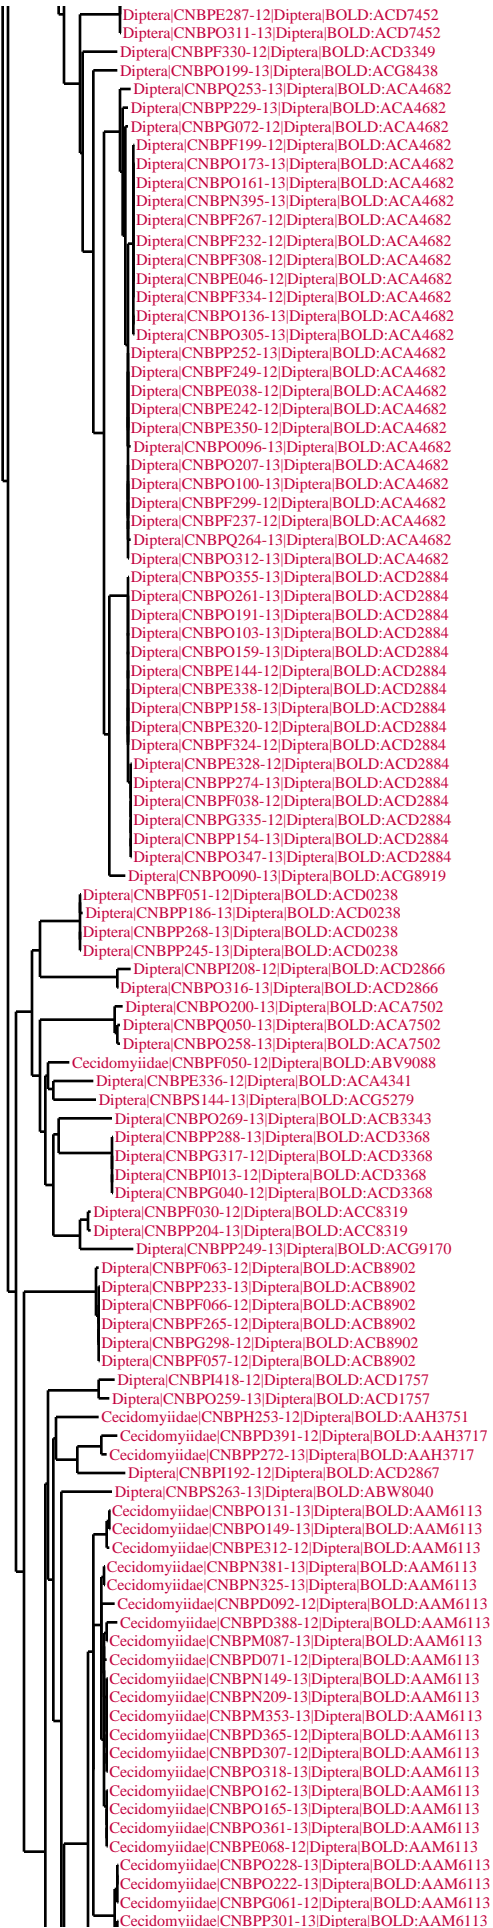 Diptera|CNBPE287-12|Diptera|BOLD:ACD7452
Diptera|CNBPO311-13|Diptera|BOLD:ACD7452
Diptera|CNBPF330-12|Diptera|BOLD:ACD3349
Diptera|CNBPO199-13|Diptera|BOLD:ACG8438
Diptera|CNBPQ253-13|Diptera|BOLD:ACA4682
Diptera|CNBPP229-13|Diptera|BOLD:ACA4682
Diptera|CNBPG072-12|Diptera|BOLD:ACA4682
Diptera|CNBPF199-12|Diptera|BOLD:ACA4682
Diptera|CNBPO173-13|Diptera|BOLD:ACA4682
Diptera|CNBPO161-13|Diptera|BOLD:ACA4682
Diptera|CNBPN395-13|Diptera|BOLD:ACA4682
Diptera|CNBPF267-12|Diptera|BOLD:ACA4682
Diptera|CNBPF232-12|Diptera|BOLD:ACA4682
Diptera|CNBPF308-12|Diptera|BOLD:ACA4682
Diptera|CNBPE046-12|Diptera|BOLD:ACA4682
Diptera|CNBPF334-12|Diptera|BOLD:ACA4682
Diptera|CNBPO136-13|Diptera|BOLD:ACA4682
Diptera|CNBPO305-13|Diptera|BOLD:ACA4682
Diptera|CNBPP252-13|Diptera|BOLD:ACA4682
Diptera|CNBPF249-12|Diptera|BOLD:ACA4682
Diptera|CNBPE038-12|Diptera|BOLD:ACA4682
Diptera|CNBPE242-12|Diptera|BOLD:ACA4682
Diptera|CNBPE350-12|Diptera|BOLD:ACA4682
Diptera|CNBPO096-13|Diptera|BOLD:ACA4682
Diptera|CNBPO207-13|Diptera|BOLD:ACA4682
Diptera|CNBPO100-13|Diptera|BOLD:ACA4682
Diptera|CNBPF299-12|Diptera|BOLD:ACA4682
Diptera|CNBPF237-12|Diptera|BOLD:ACA4682
Diptera|CNBPQ264-13|Diptera|BOLD:ACA4682
Diptera|CNBPO312-13|Diptera|BOLD:ACA4682
Diptera|CNBPO355-13|Diptera|BOLD:ACD2884
Diptera|CNBPO261-13|Diptera|BOLD:ACD2884
Diptera|CNBPO191-13|Diptera|BOLD:ACD2884
Diptera|CNBPO103-13|Diptera|BOLD:ACD2884
Diptera|CNBPO159-13|Diptera|BOLD:ACD2884
Diptera|CNBPE144-12|Diptera|BOLD:ACD2884
Diptera|CNBPE338-12|Diptera|BOLD:ACD2884
Diptera|CNBPP158-13|Diptera|BOLD:ACD2884
Diptera|CNBPE320-12|Diptera|BOLD:ACD2884
Diptera|CNBPF324-12|Diptera|BOLD:ACD2884
Diptera|CNBPE328-12|Diptera|BOLD:ACD2884
Diptera|CNBPP274-13|Diptera|BOLD:ACD2884
Diptera|CNBPF038-12|Diptera|BOLD:ACD2884
Diptera|CNBPG335-12|Diptera|BOLD:ACD2884
Diptera|CNBPP154-13|Diptera|BOLD:ACD2884
Diptera|CNBPO347-13|Diptera|BOLD:ACD2884
Diptera|CNBPO090-13|Diptera|BOLD:ACG8919
Diptera|CNBPF051-12|Diptera|BOLD:ACD0238
Diptera|CNBPP186-13|Diptera|BOLD:ACD0238
Diptera|CNBPP268-13|Diptera|BOLD:ACD0238
Diptera|CNBPP245-13|Diptera|BOLD:ACD0238
Diptera|CNBPI208-12|Diptera|BOLD:ACD2866
Diptera|CNBPO316-13|Diptera|BOLD:ACD2866
Diptera|CNBPO200-13|Diptera|BOLD:ACA7502
Diptera|CNBPQ050-13|Diptera|BOLD:ACA7502
Diptera|CNBPO258-13|Diptera|BOLD:ACA7502
Cecidomyiidae|CNBPF050-12|Diptera|BOLD:ABV9088
Diptera|CNBPE336-12|Diptera|BOLD:ACA4341
Diptera|CNBPS144-13|Diptera|BOLD:ACG5279
Diptera|CNBPO269-13|Diptera|BOLD:ACB3343
Diptera|CNBPP288-13|Diptera|BOLD:ACD3368
Diptera|CNBPG317-12|Diptera|BOLD:ACD3368
Diptera|CNBPI013-12|Diptera|BOLD:ACD3368
Diptera|CNBPG040-12|Diptera|BOLD:ACD3368
Diptera|CNBPF030-12|Diptera|BOLD:ACC8319
Diptera|CNBPP204-13|Diptera|BOLD:ACC8319
Diptera|CNBPP249-13|Diptera|BOLD:ACG9170
Diptera|CNBPF063-12|Diptera|BOLD:ACB8902
Diptera|CNBPP233-13|Diptera|BOLD:ACB8902
Diptera|CNBPF066-12|Diptera|BOLD:ACB8902
Diptera|CNBPF265-12|Diptera|BOLD:ACB8902
Diptera|CNBPG298-12|Diptera|BOLD:ACB8902
Diptera|CNBPF057-12|Diptera|BOLD:ACB8902
Diptera|CNBPI418-12|Diptera|BOLD:ACD1757
Diptera|CNBPO259-13|Diptera|BOLD:ACD1757
Cecidomyiidae|CNBPH253-12|Diptera|BOLD:AAH3751
Cecidomyiidae|CNBPD391-12|Diptera|BOLD:AAH3717
Cecidomyiidae|CNBPP272-13|Diptera|BOLD:AAH3717
Diptera|CNBPI192-12|Diptera|BOLD:ACD2867
Diptera|CNBPS263-13|Diptera|BOLD:ABW8040
Cecidomyiidae|CNBPO131-13|Diptera|BOLD:AAM6113
Cecidomyiidae|CNBPO149-13|Diptera|BOLD:AAM6113
Cecidomyiidae|CNBPE312-12|Diptera|BOLD:AAM6113
Cecidomyiidae|CNBPN381-13|Diptera|BOLD:AAM6113
Cecidomyiidae|CNBPN325-13|Diptera|BOLD:AAM6113
Cecidomyiidae|CNBPD092-12|Diptera|BOLD:AAM6113
Cecidomyiidae|CNBPD388-12|Diptera|BOLD:AAM6113
Cecidomyiidae|CNBPM087-13|Diptera|BOLD:AAM6113
Cecidomyiidae|CNBPD071-12|Diptera|BOLD:AAM6113
Cecidomyiidae|CNBPN149-13|Diptera|BOLD:AAM6113
Cecidomyiidae|CNBPN209-13|Diptera|BOLD:AAM6113
Cecidomyiidae|CNBPM353-13|Diptera|BOLD:AAM6113
Cecidomyiidae|CNBPD365-12|Diptera|BOLD:AAM6113
Cecidomyiidae|CNBPD307-12|Diptera|BOLD:AAM6113
Cecidomyiidae|CNBPO318-13|Diptera|BOLD:AAM6113
Cecidomyiidae|CNBPO162-13|Diptera|BOLD:AAM6113
Cecidomyiidae|CNBPO165-13|Diptera|BOLD:AAM6113
Cecidomyiidae|CNBPO361-13|Diptera|BOLD:AAM6113
Cecidomyiidae|CNBPE068-12|Diptera|BOLD:AAM6113
Cecidomyiidae|CNBPO228-13|Diptera|BOLD:AAM6113
Cecidomyiidae|CNBPO222-13|Diptera|BOLD:AAM6113
Cecidomyiidae|CNBPG061-12|Diptera|BOLD:AAM6113
Cecidomyiidae|CNBPP301-13|Diptera|BOLD:AAM6113